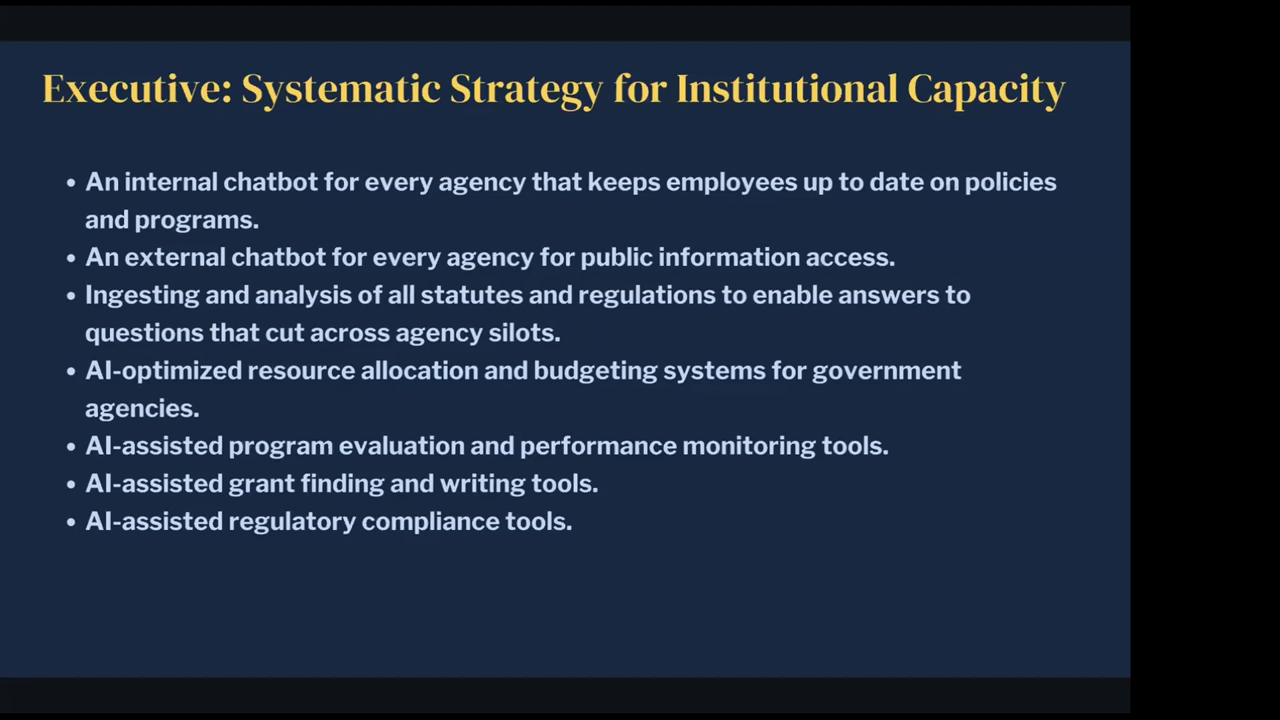 Executive: Systematic Strategy for Institutional Capacity
• An internal chatbot for every agency that keeps employees up to date on policies
and programs.
• An external chatbot for every agency for public information access.
• Ingesting and analysis of all statutes and regulations to enable answers to
questions that cut across agency silots.
• AI-optimized resource allocation and budgeting systems for government
agencies.
• AI-assisted program evaluation and performance monitoring tools.
• AI-assisted grant finding and writing tools.
• AI-assisted regulatory compliance tools.